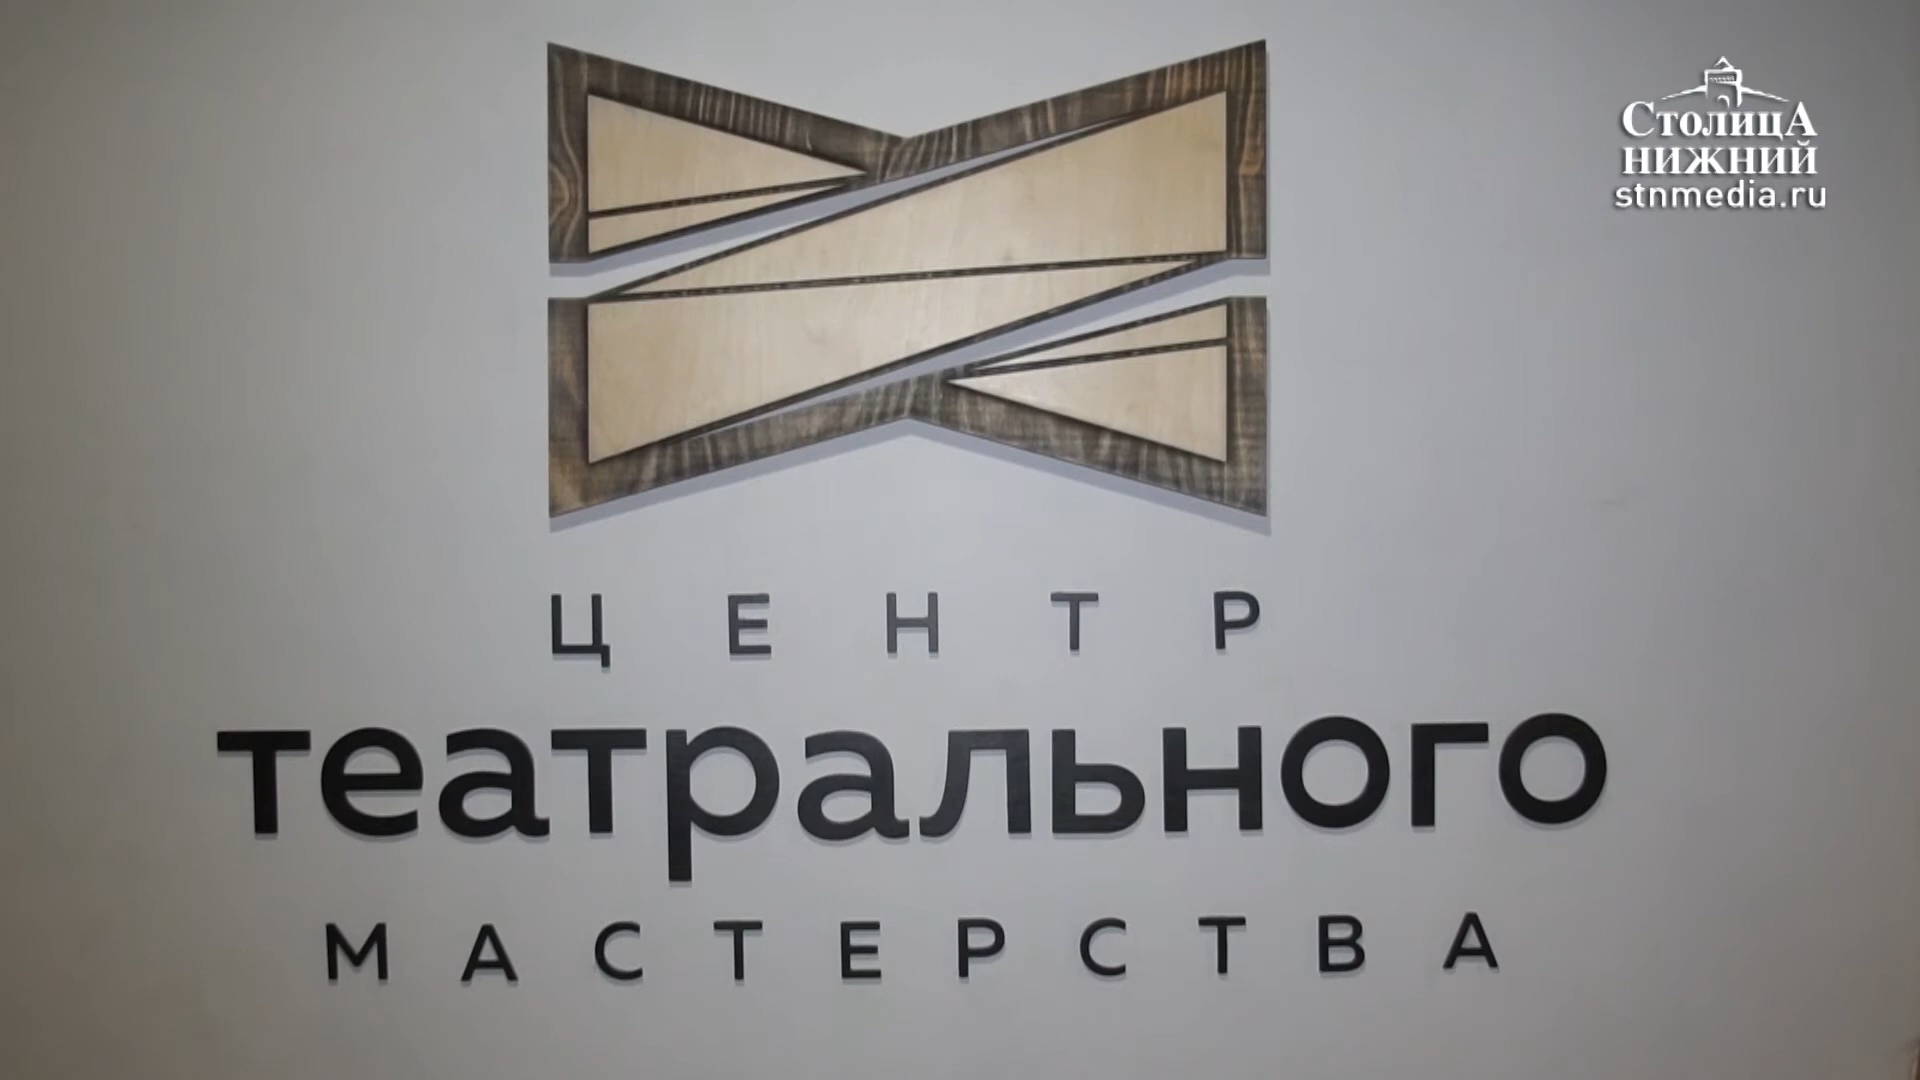 СТОЛИЦА
НИЖНИЙ
stnmedia.ru
ЦЕНТР
театрального
МАСТЕРСТВА